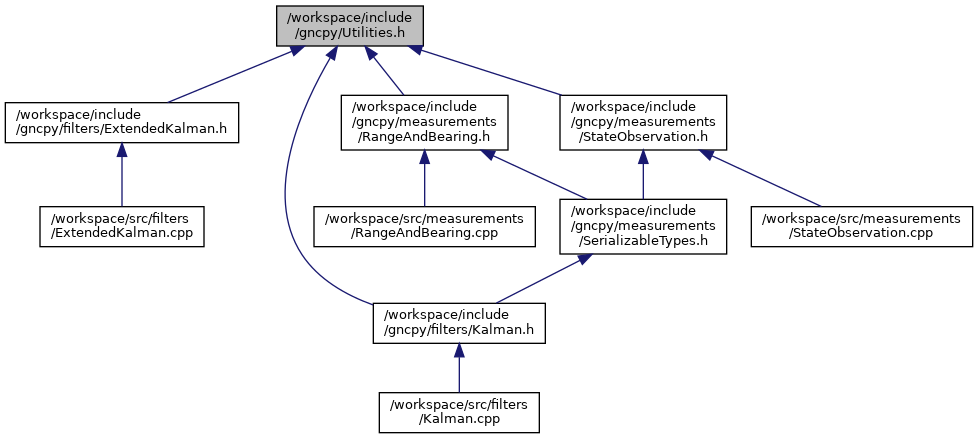 /workspace/include
/gncpy/Utilities.h
/workspace/include
/gncpy/filters/ExtendedKalman.h
/workspace/include
/gncpy/measurements
/RangeAndBearing.h
/workspace/include
/gncpy/measurements
/StateObservation.h
/workspace/src/filters
/ExtendedKalman.cpp
/workspace/src/measurements
/RangeAndBearing.cpp
/workspace/include
/gncpy/measurements
/SerializableTypes.h
/workspace/src/measurements
/StateObservation.cpp
/workspace/include
/gncpy/filters/Kalman.h
/workspace/src/filters
/Kalman.cpp